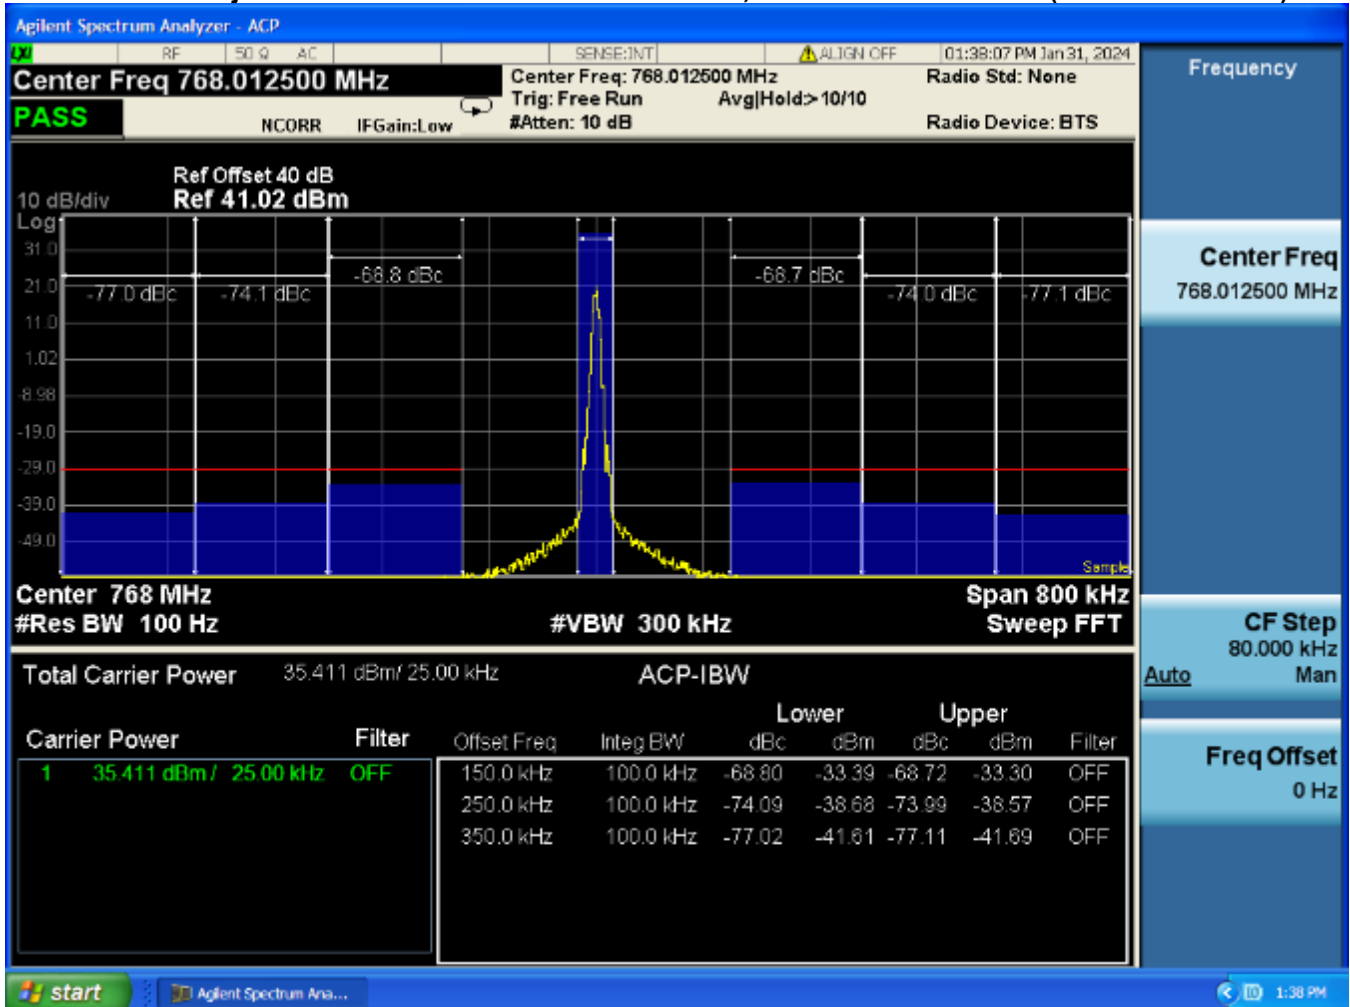 Agilent Spectrum Analyzer - ACP
LXI RF 50 Ω AC SENSE:INT ALIGN OFF 01:38:07 PM Jan 31, 2024
Center Freq 768.012500 MHz
Center Freq: 768.012500 MHz
Radio Std: None
Trig: Free Run Avg|Hold:>10/10
PASS
NCORR IFGain:Low
#Atten: 10 dB
Radio Device: BTS
Ref Offset 40 dB
10 dB/div Ref 41.02 dBm
Log
31.0
21.0
11.0
1.02
-8.98
-19.0
-29.0
-39.0
-49.0
-77.0 dBc -74.1 dBc -68.8 dBc -68.7 dBc -74.0 dBc -77.1 dBc
Sample
Center 768 MHz Span 800 kHz
#Res BW 100 Hz #VBW 300 kHz Sweep FFT
Total Carrier Power 35.411 dBm/ 25.00 kHz ACP-IBW
Lower Upper
Carrier Power Filter Offset Freq Integ BW dBc dBm dBc dBm Filter
1 35.411 dBm / 25.00 kHz OFF
150.0 kHz 100.0 kHz -68.80 -33.39 -68.72 -33.30 OFF
250.0 kHz 100.0 kHz -74.09 -38.68 -73.99 -38.57 OFF
350.0 kHz 100.0 kHz -77.02 -41.61 -77.11 -41.69 OFF
Frequency
Center Freq
768.012500 MHz
CF Step
80.000 kHz
Auto Man
Freq Offset
0 Hz
start Agilent Spectrum Ana... 1:38 PM